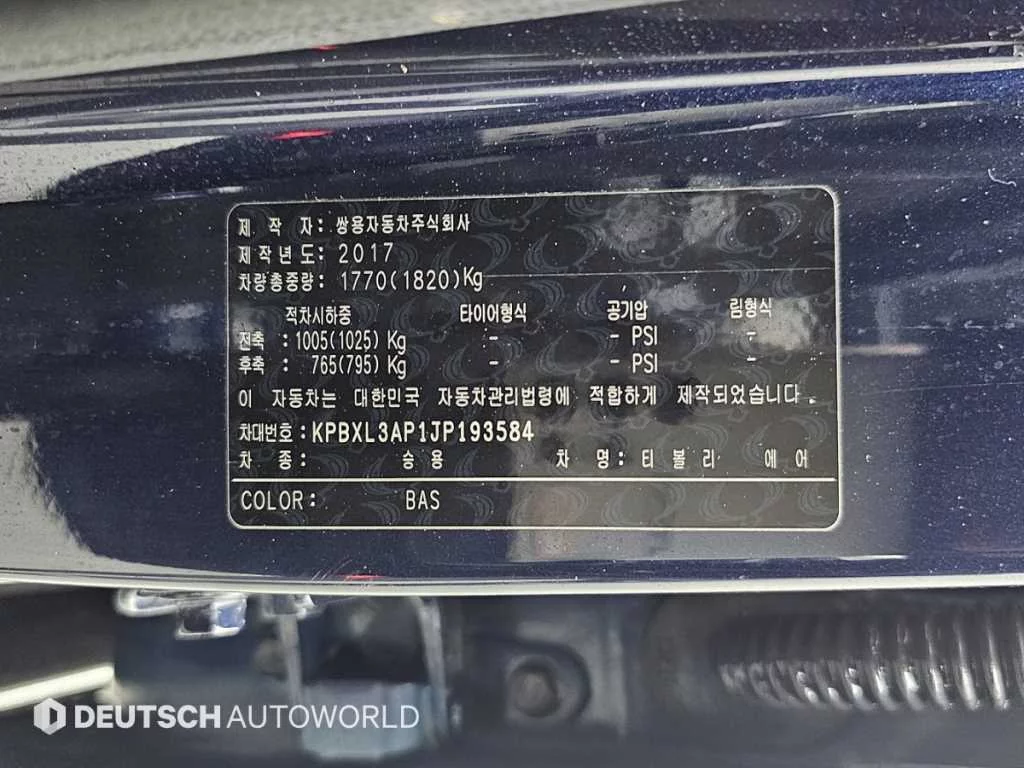 제 작 자: 쌍용자동차주식회사
제작년도: 2017
차량총중량: 1770(1820)Kg
적차시하중 타이어형식 공기압 림형식
전축 : 1005(1025) Kg - - PSI -
후축 : 765(795) Kg - - PSI -
이 자동차는 대한민국 자동차관리법령에 적합하게 제작되었습니다.
차대번호: KPBXL3AP1JP193584
차 종: 승 용 차 명: 티 볼 리 에 어
COLOR: BAS
DEUTSCH AUTOWORLD